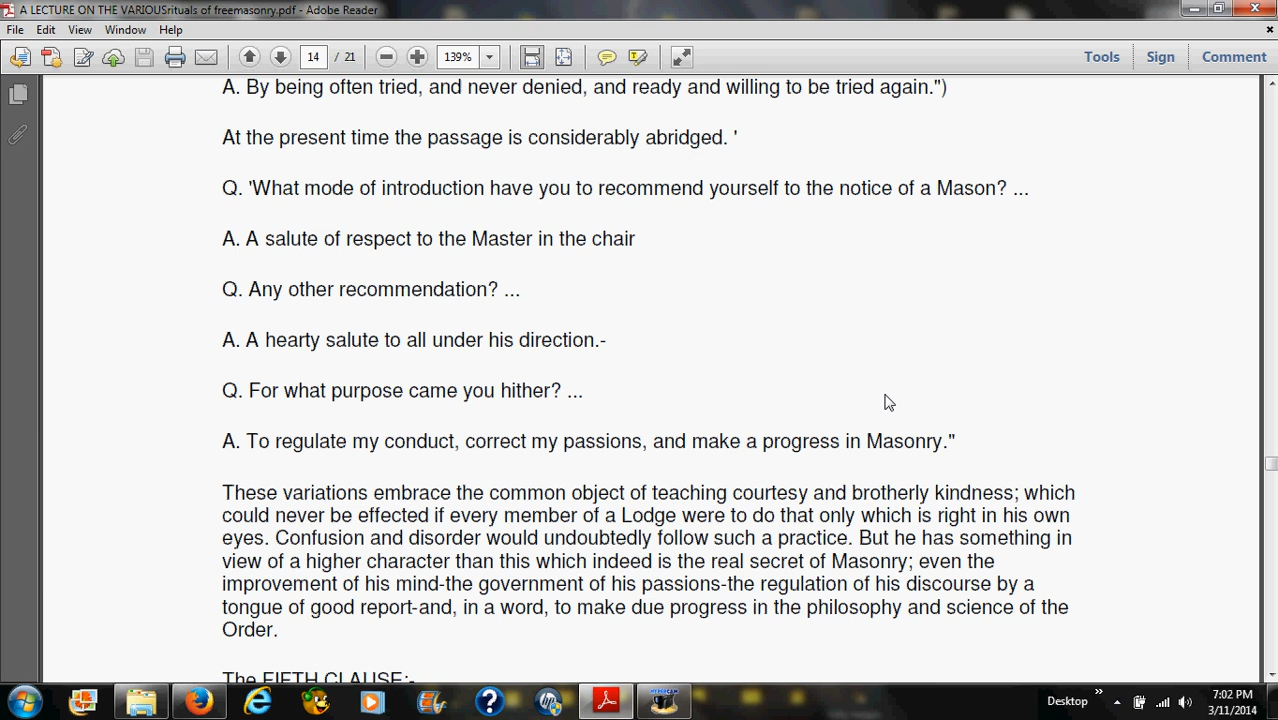 A LECTURE ON THE VARIOUSrituals of freemasonry.pdf - Adobe Reader
File Edit View Window Help
14 / 21 139% Tools Sign Comment
A. By being often tried, and never denied, and ready and willing to be tried again.")
At the present time the passage is considerably abridged. '
Q. 'What mode of introduction have you to recommend yourself to the notice of a Mason? ...
A. A salute of respect to the Master in the chair
Q. Any other recommendation? ...
A. A hearty salute to all under his direction.-
Q. For what purpose came you hither? ...
A. To regulate my conduct, correct my passions, and make a progress in Masonry."
These variations embrace the common object of teaching courtesy and brotherly kindness; which
could never be effected if every member of a Lodge were to do that only which is right in his own
eyes. Confusion and disorder would undoubtedly follow such a practice. But he has something in
view of a higher character than this which indeed is the real secret of Masonry; even the
improvement of his mind-the government of his passions-the regulation of his discourse by a
tongue of good report-and, in a word, to make due progress in the philosophy and science of the
Order.
The FIFTH CLAUSE:-
Desktop 7:02 PM
3/11/2014